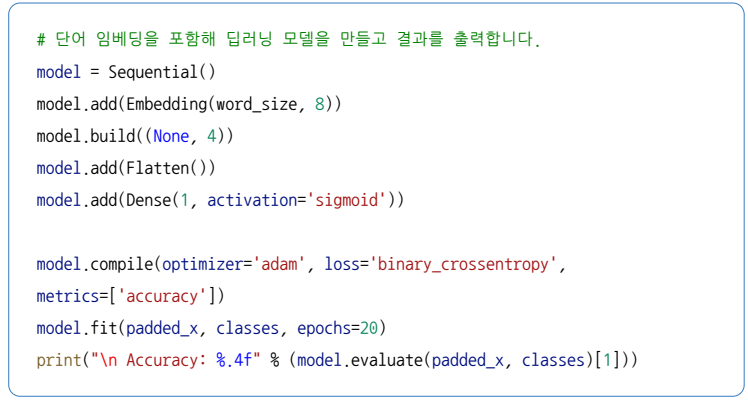 # 단어 임베딩을 포함해 딥러닝 모델을 만들고 결과를 출력합니다.
model = Sequential()
model.add(Embedding(word_size, 8))
model.build((None, 4))
model.add(Flatten())
model.add(Dense(1, activation='sigmoid'))
model.compile(optimizer='adam', loss='binary_crossentropy',
metrics=['accuracy'])
model.fit(padded_x, classes, epochs=20)
print("\n Accuracy: %.4f" % (model.evaluate(padded_x, classes)[1]))